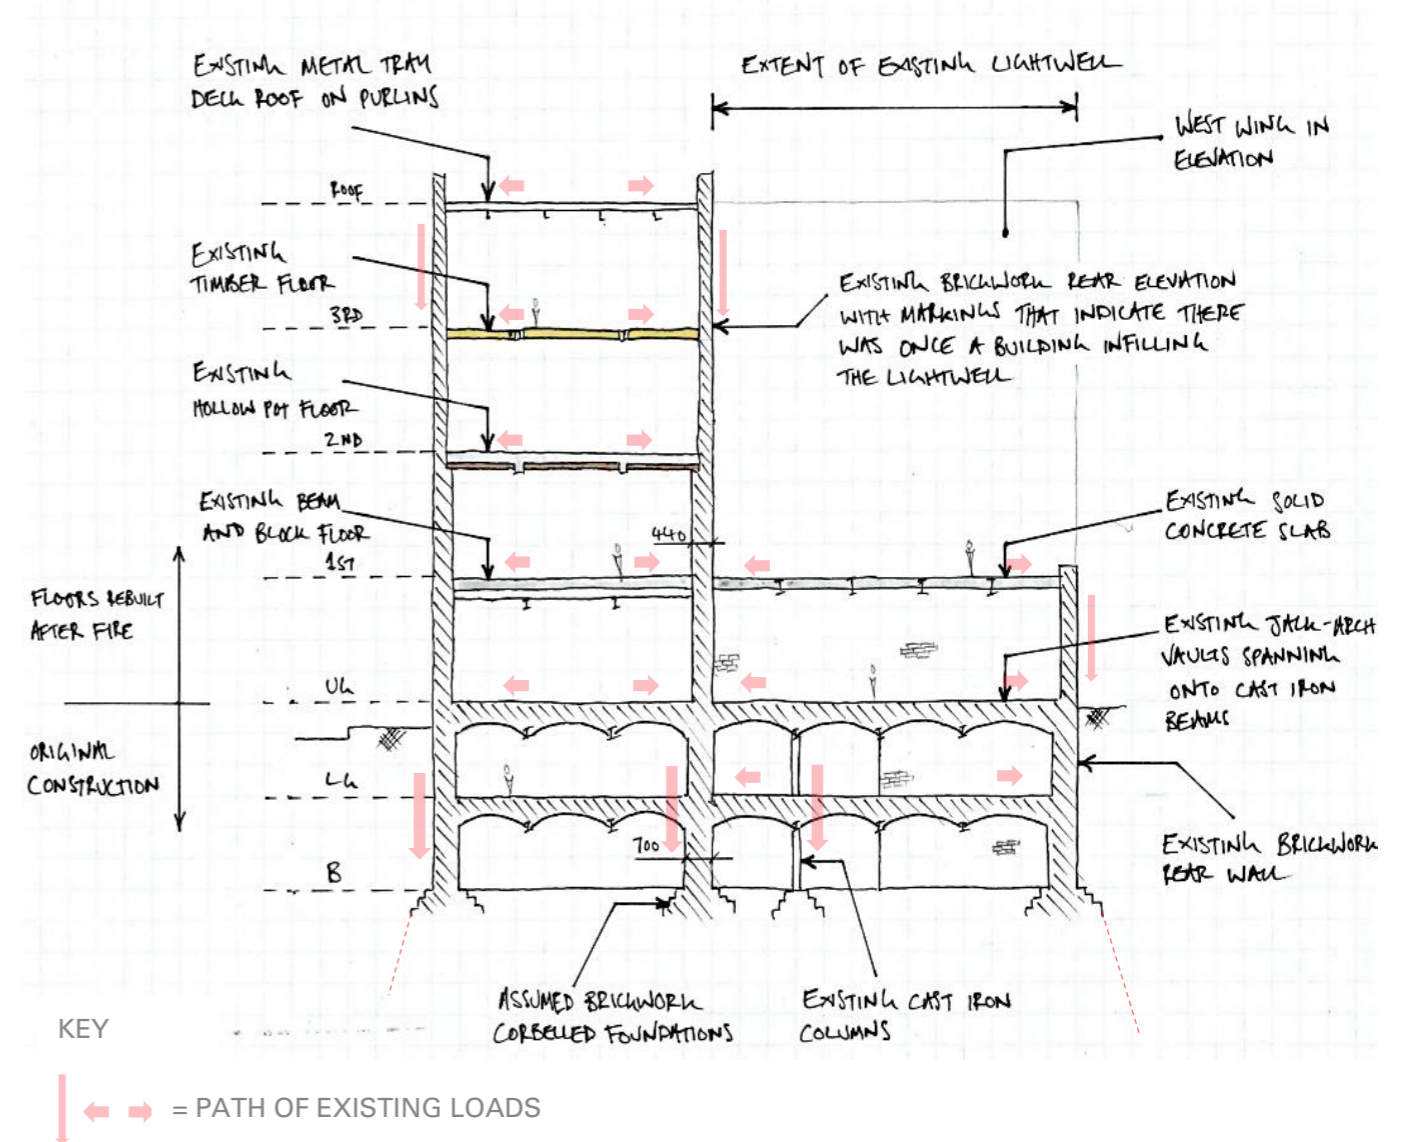 EXISTING METAL TRAY
DECK ROOF ON PURLINS
EXTENT OF EXISTING LIGHTWELL
WEST WING IN
ELEVATION
ROOF
EXISTING
TIMBER FLOOR
3RD
EXISTING BRICKWORK REAR ELEVATION
WITH MARKINGS THAT INDICATE THERE
WAS ONCE A BUILDING INFILLING
THE LIGHTWELL
EXISTING
HOLLOW POT FLOOR
2ND
EXISTING BEAM
AND BLOCK FLOOR
1ST
440
EXISTING SOLID
CONCRETE SLAB
FLOORS REBUILT
AFTER FIRE
EXISTING JACK-ARCH
VAULTS SPANNING
ONTO CAST IRON
BEAMS
UG
ORIGINAL
CONSTRUCTION
LG
B
700
EXISTING BRICKWORK
REAR WALL
ASSUMED BRICKWORK
CORBELLED FOUNDATIONS
EXISTING CAST IRON
COLUMNS
KEY
= PATH OF EXISTING LOADS